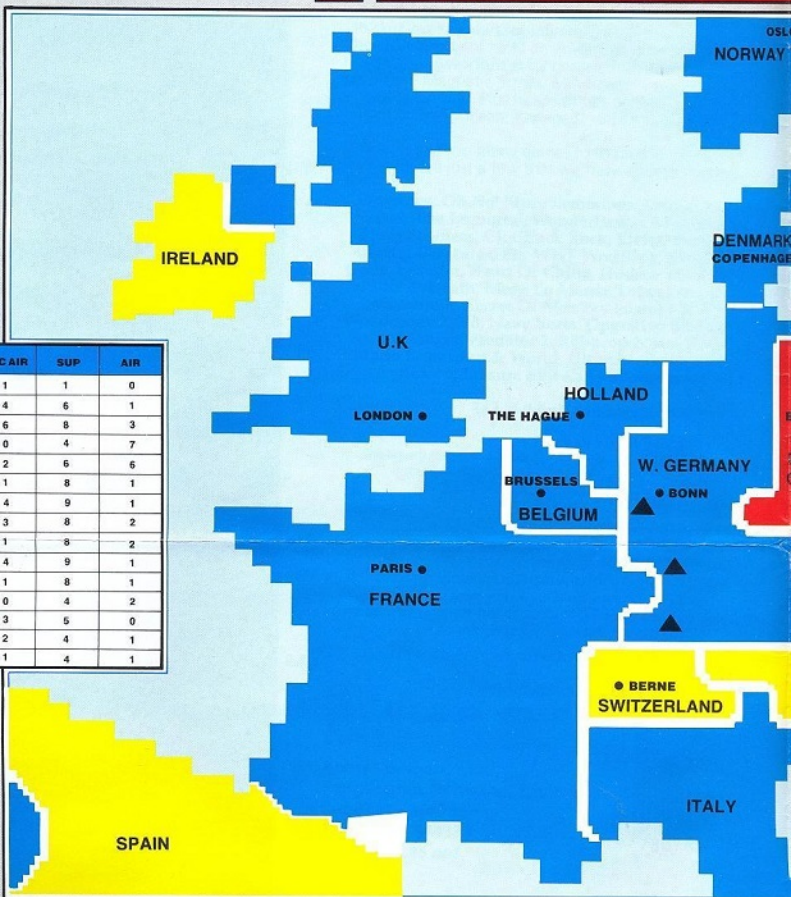 OSLO
NORWAY
DENMARK
COPENHAGE
IRELAND
U.K
LONDON
THE HAGUE
HOLLAND
W. GERMANY
BONN
BRUSSELS
BELGIUM
PARIS
FRANCE
BERNE
SWITZERLAND
ITALY
SPAIN
C AIR SUP AIR
1 1 0
4 6 1
6 8 3
0 4 7
2 6 6
1 8 1
4 9 1
3 8 2
1 8 2
4 9 1
1 8 1
0 4 2
3 5 0
2 4 1
1 4 1